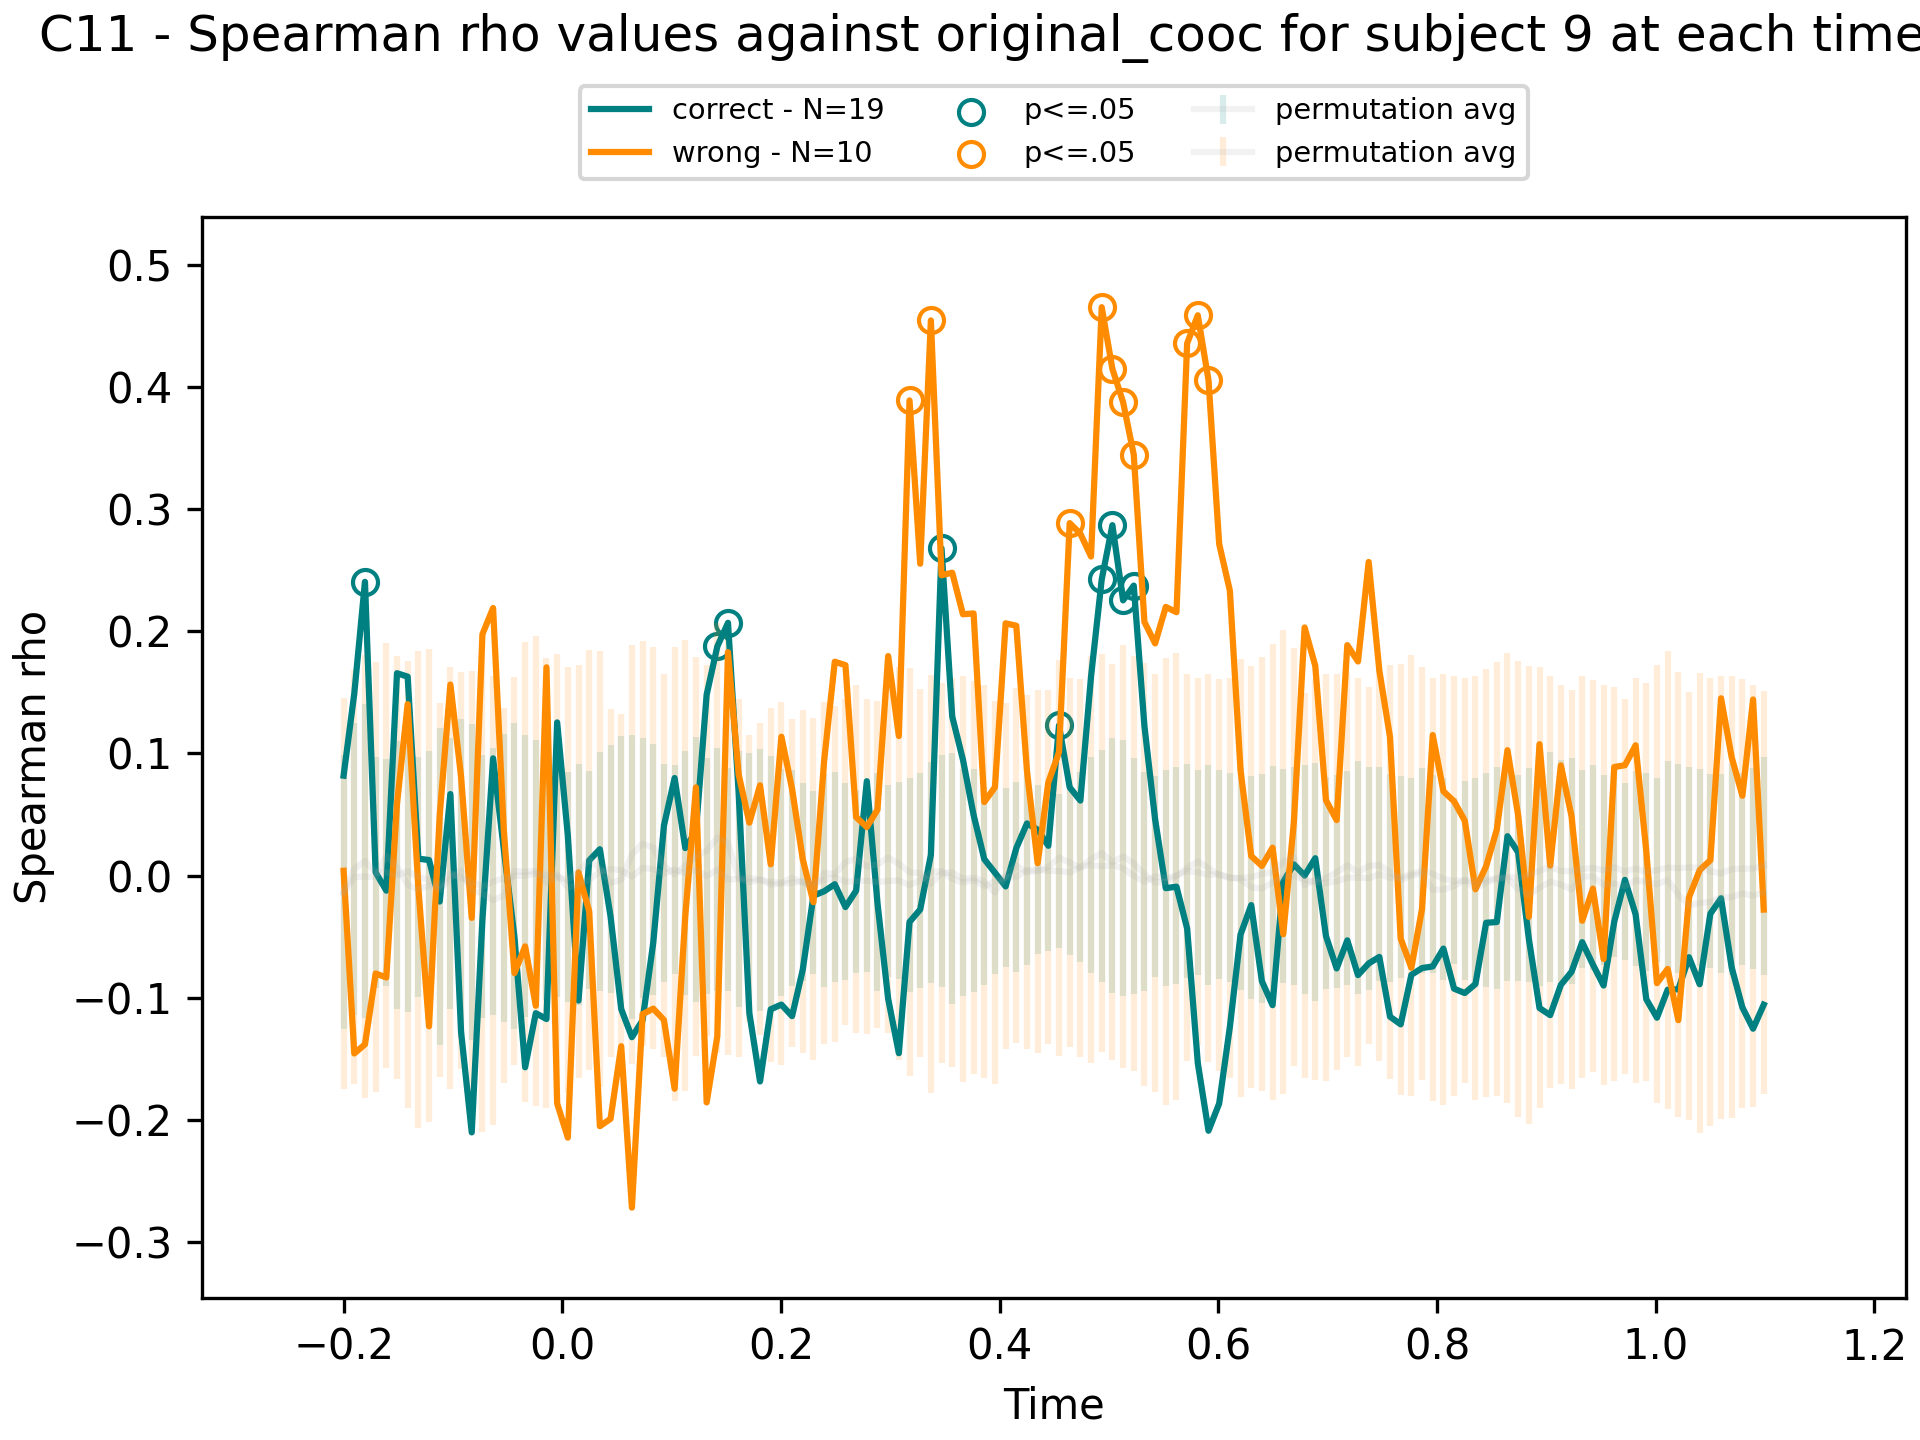 C11 - Spearman rho values against original_cooc for subject 9 at each time
correct - N=19
wrong - N=10
p<=.05
p<=.05
permutation avg
permutation avg
Spearman rho
0.5
0.4
0.3
0.2
0.1
0.0
−0.1
−0.2
−0.3
−0.2
0.0
0.2
0.4
0.6
0.8
1.0
1.2
Time